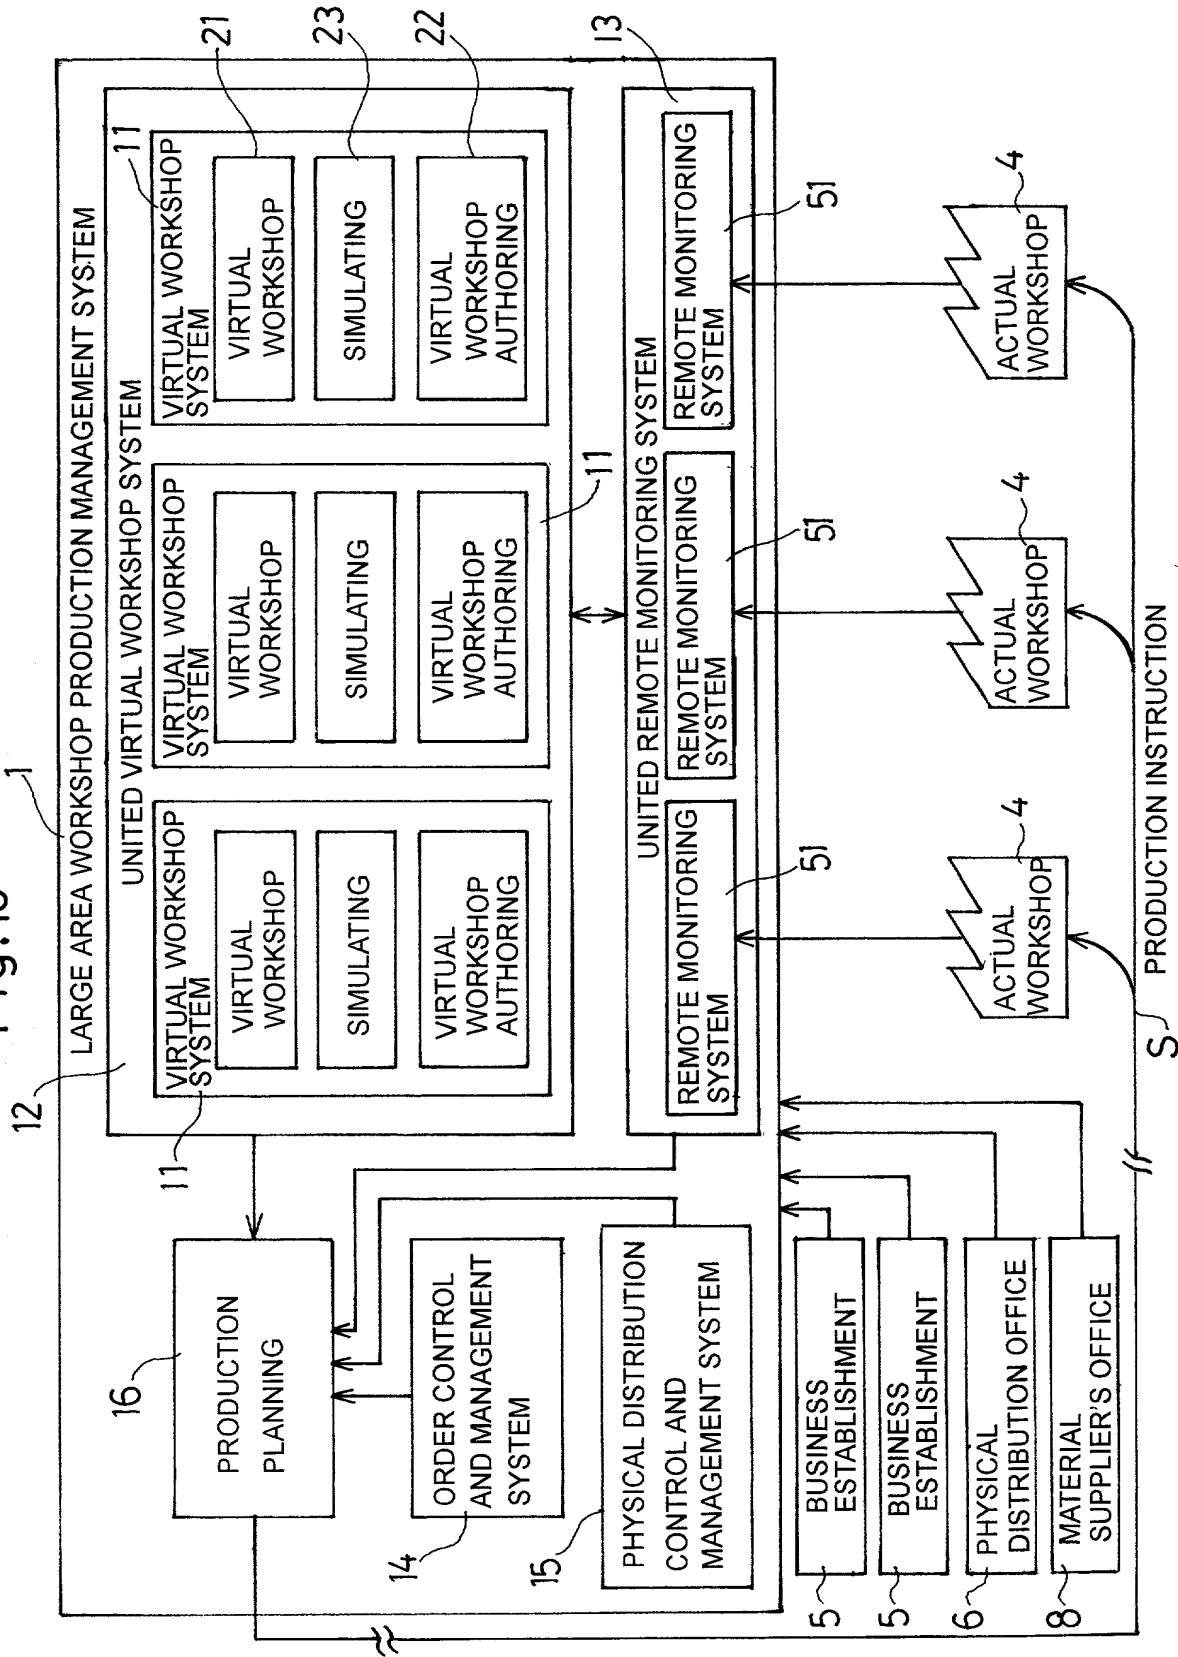 1
12
LARGE AREA WORKSHOP PRODUCTION MANAGEMENT SYSTEM
UNITED VIRTUAL WORKSHOP SYSTEM
16
PRODUCTION
PLANNING
11
VIRTUAL WORKSHOP
SYSTEM
VIRTUAL
WORKSHOP
SIMULATING
VIRTUAL
WORKSHOP
AUTHORING
VIRTUAL WORKSHOP
SYSTEM
VIRTUAL
WORKSHOP
SIMULATING
VIRTUAL
WORKSHOP
AUTHORING
11
11
VIRTUAL WORKSHOP
SYSTEM
VIRTUAL
WORKSHOP
SIMULATING
VIRTUAL
WORKSHOP
AUTHORING
21
23
22
14
ORDER CONTROL
AND MANAGEMENT
SYSTEM
15
PHYSICAL DISTRIBUTION
CONTROL AND
MANAGEMENT SYSTEM
UNITED REMOTE MONITORING SYSTEM
13
REMOTE MONITORING
SYSTEM
51
REMOTE MONITORING
SYSTEM
51
REMOTE MONITORING
SYSTEM
51
5
BUSINESS
ESTABLISHMENT
5
BUSINESS
ESTABLISHMENT
6
PHYSICAL
DISTRIBUTION OFFICE
8
MATERIAL
SUPPLIER'S OFFICE
ACTUAL
WORKSHOP
4
ACTUAL
WORKSHOP
4
ACTUAL
WORKSHOP
4
S
PRODUCTION INSTRUCTION